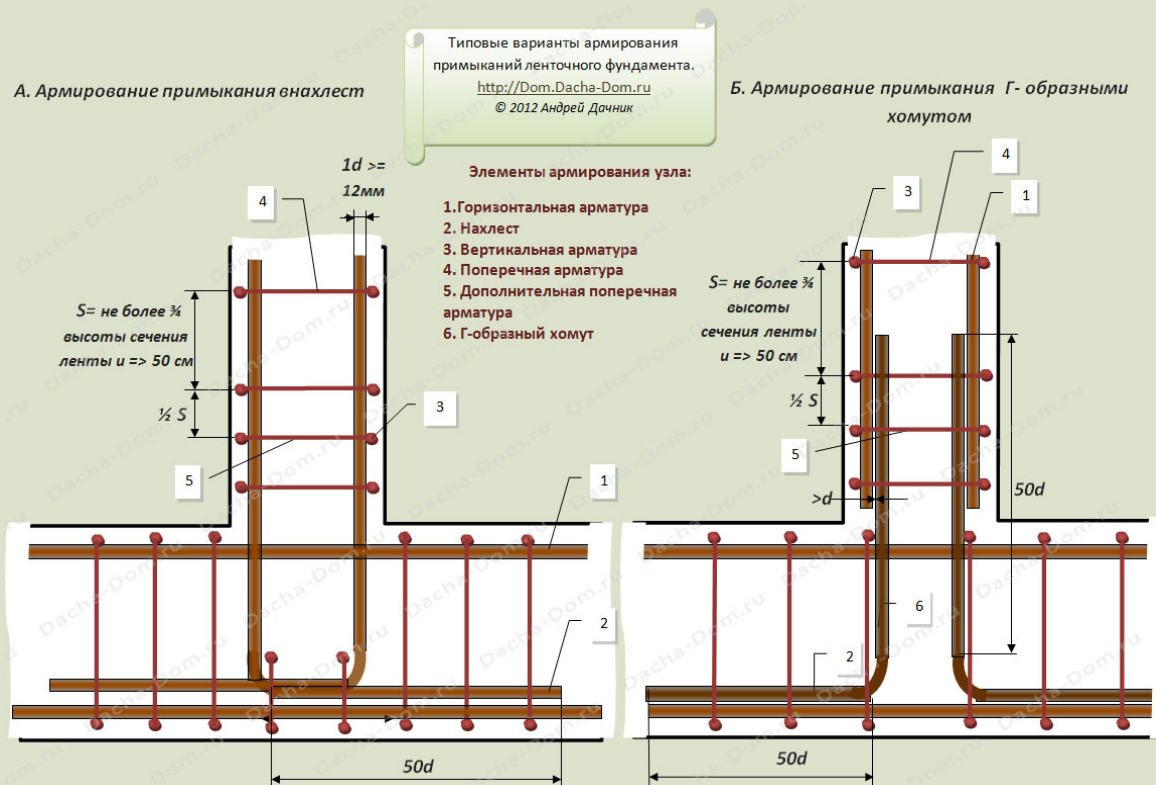 Типовые варианты армирования
примыканий ленточного фундамента.
http://Dom.Dacha-Dom.ru
© 2012 Андрей Дачник
А. Армирование примыкания внахлест
Б. Армирование примыкания Г- образными
хомутом
Элементы армирования узла:
1.Горизонтальная арматура
2. Нахлест
3. Вертикальная арматура
4. Поперечная арматура
5. Дополнительная поперечная
арматура
6. Г-образный хомут
1d >=
12мм
4
S= не более ¾
высоты сечения
ленты и => 50 см
½ S
3
5
1
2
50d
4
3
1
S= не более ¾
высоты
сечения ленты
и => 50 см
½ S
5
>d
50d
6
2
50d
Dacha-Dom.ru